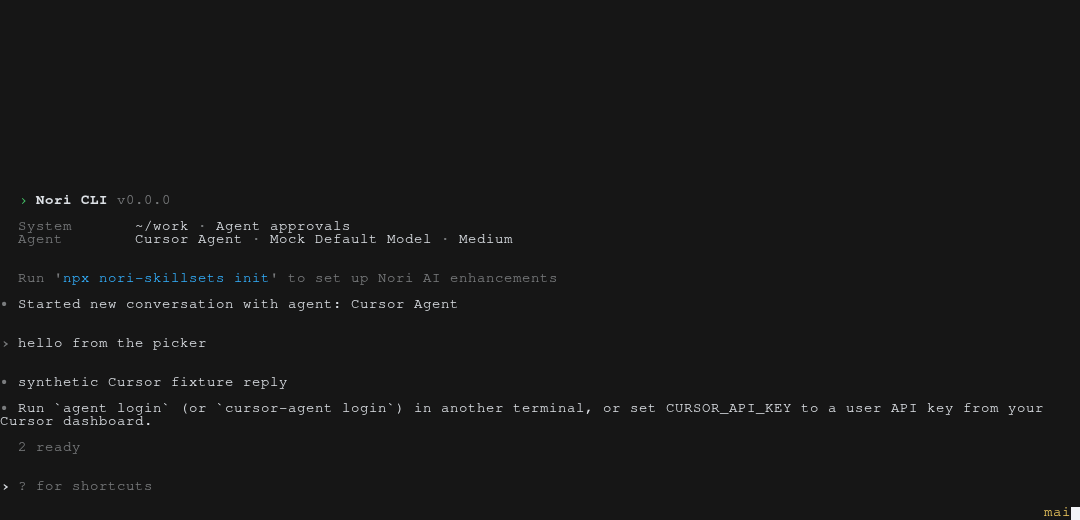 › Nori CLI v0.0.0
System ~/work · Agent approvals
Agent Cursor Agent · Mock Default Model · Medium
Run 'npx nori-skillsets init' to set up Nori AI enhancements
• Started new conversation with agent: Cursor Agent
› hello from the picker
• synthetic Cursor fixture reply
• Run `agent login` (or `cursor-agent login`) in another terminal, or set CURSOR_API_KEY to a user API key from your
Cursor dashboard.
2 ready
› ? for shortcuts
mai